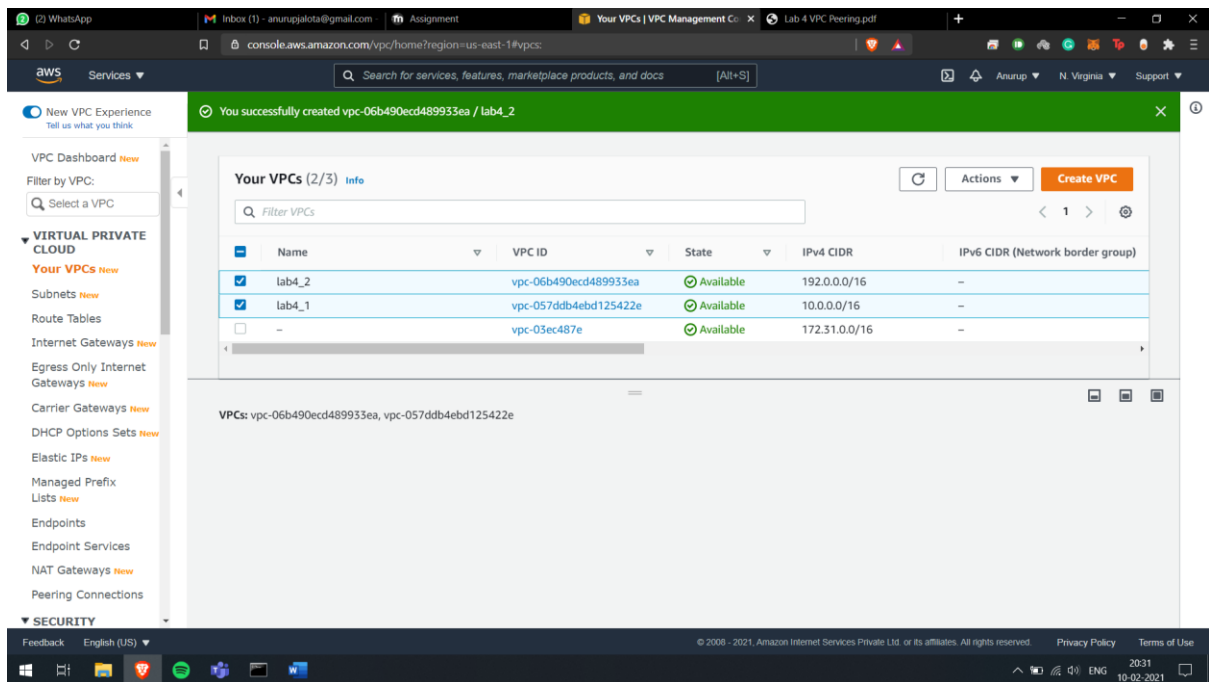 (2) WhatsApp
Inbox (1) - anurupjalota@gmail.com -
Assignment
Your VPCs | VPC Management Co
Lab 4 VPC Peering.pdf
console.aws.amazon.com/vpc/home?region=us-east-1#vpcs:
aws
Services
Search for services, features, marketplace products, and docs
[Alt+S]
Anurup
N. Virginia
Support
New VPC Experience
Tell us what you think
You successfully created vpc-06b490ecd489933ea / lab4_2
VPC Dashboard New
Filter by VPC:
Select a VPC
VIRTUAL PRIVATE
CLOUD
Your VPCs New
Subnets New
Route Tables
Internet Gateways New
Egress Only Internet
Gateways New
Carrier Gateways New
DHCP Options Sets New
Elastic IPs New
Managed Prefix
Lists New
Endpoints
Endpoint Services
NAT Gateways New
Peering Connections
SECURITY
Your VPCs (2/3) Info
Actions
Create VPC
Filter VPCs
1
Name VPC ID State IPv4 CIDR IPv6 CIDR (Network border group)
lab4_2 vpc-06b490ecd489933ea Available 192.0.0.0/16 –
lab4_1 vpc-057ddb4ebd125422e Available 10.0.0.0/16 –
– vpc-03ec487e Available 172.31.0.0/16 –
VPCs: vpc-06b490ecd489933ea, vpc-057ddb4ebd125422e
Feedback English (US)
© 2008 - 2021, Amazon Internet Services Private Ltd. or its affiliates. All rights reserved. Privacy Policy Terms of Use
ENG
20:31
10-02-2021